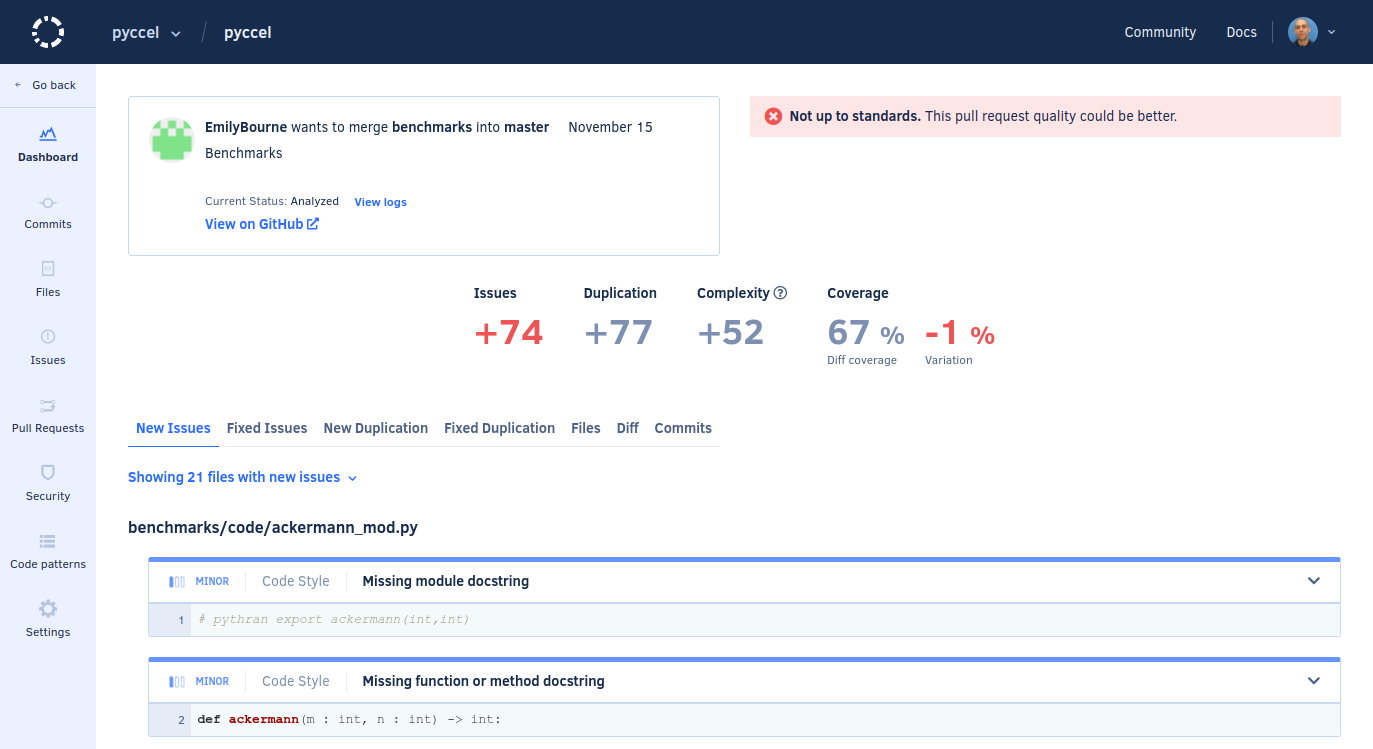 pyccel / pyccel Community Docs
← Go back
Dashboard
Commits
Files
Issues
Pull Requests
Security
Code patterns
Settings
EmilyBourne wants to merge benchmarks into master November 15
Benchmarks
Current Status: Analyzed View logs
View on GitHub
Not up to standards. This pull request quality could be better.
Issues Duplication Complexity ? Coverage
+74 +77 +52 67 % -1 %
Diff coverage Variation
New Issues Fixed Issues New Duplication Fixed Duplication Files Diff Commits
Showing 21 files with new issues
benchmarks/code/ackermann_mod.py
MINOR Code Style Missing module docstring
1 # pythran export ackermann(int,int)
MINOR Code Style Missing function or method docstring
2 def ackermann(m : int, n : int) -> int: